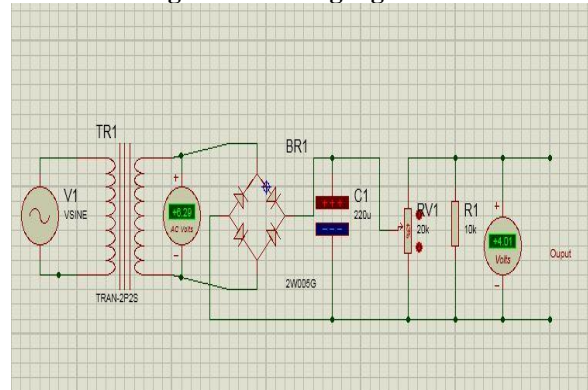 TR1
BR1
V1
VSINE
+6.29
AC Volts
C1
220u
RV1
20k
R1
10k
+4.01
Volts
Ouput
TRAN-2P2S
2W005G